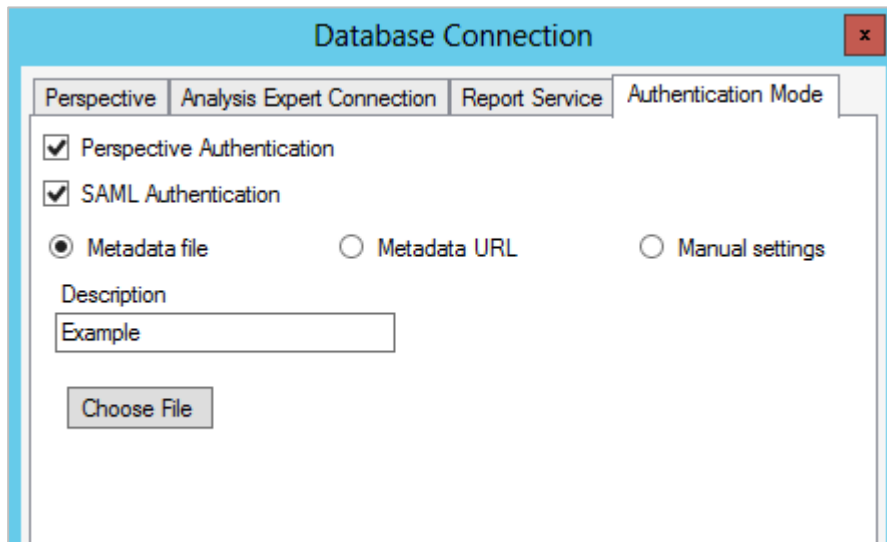 Database Connection
x
Perspective Analysis Expert Connection Report Service Authentication Mode
Perspective Authentication
SAML Authentication
Metadata file Metadata URL Manual settings
Description
Example
Choose File